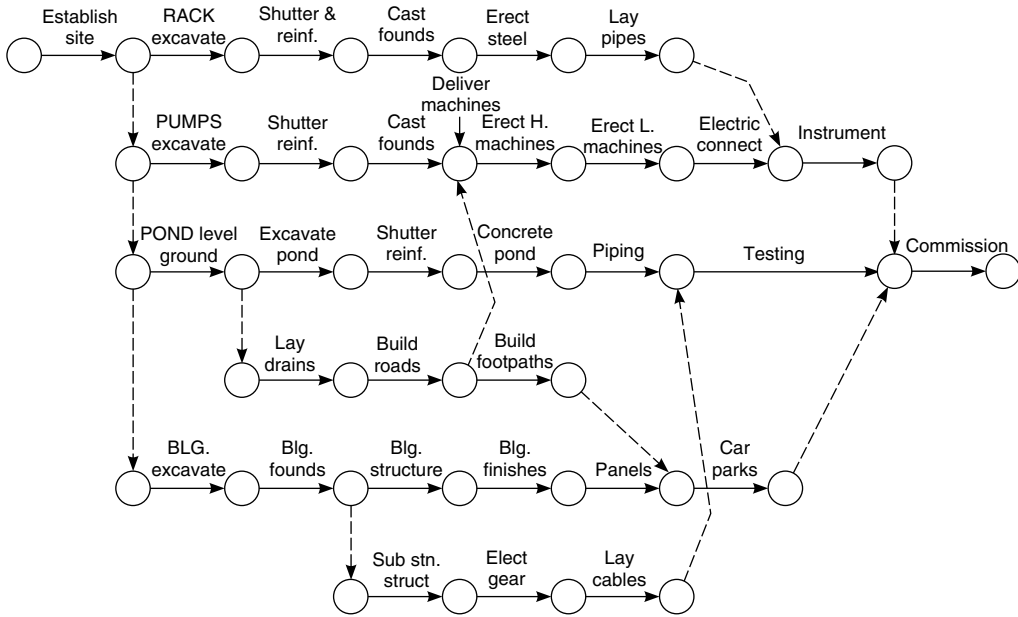 Establish
site
RACK
excavate
Shutter &
reinf.
Cast
founds
Erect
steel
Lay
pipes
Deliver
machines
PUMPS
excavate
Shutter
reinf.
Cast
founds
Erect H.
machines
Erect L.
machines
Electric
connect
Instrument
POND level
ground
Excavate
pond
Shutter
reinf.
Concrete
pond
Piping
Testing
Commission
Lay
drains
Build
roads
Build
footpaths
BLG.
excavate
Blg.
founds
Blg.
structure
Blg.
finishes
Panels
Car
parks
Sub stn.
struct
Elect
gear
Lay
cables